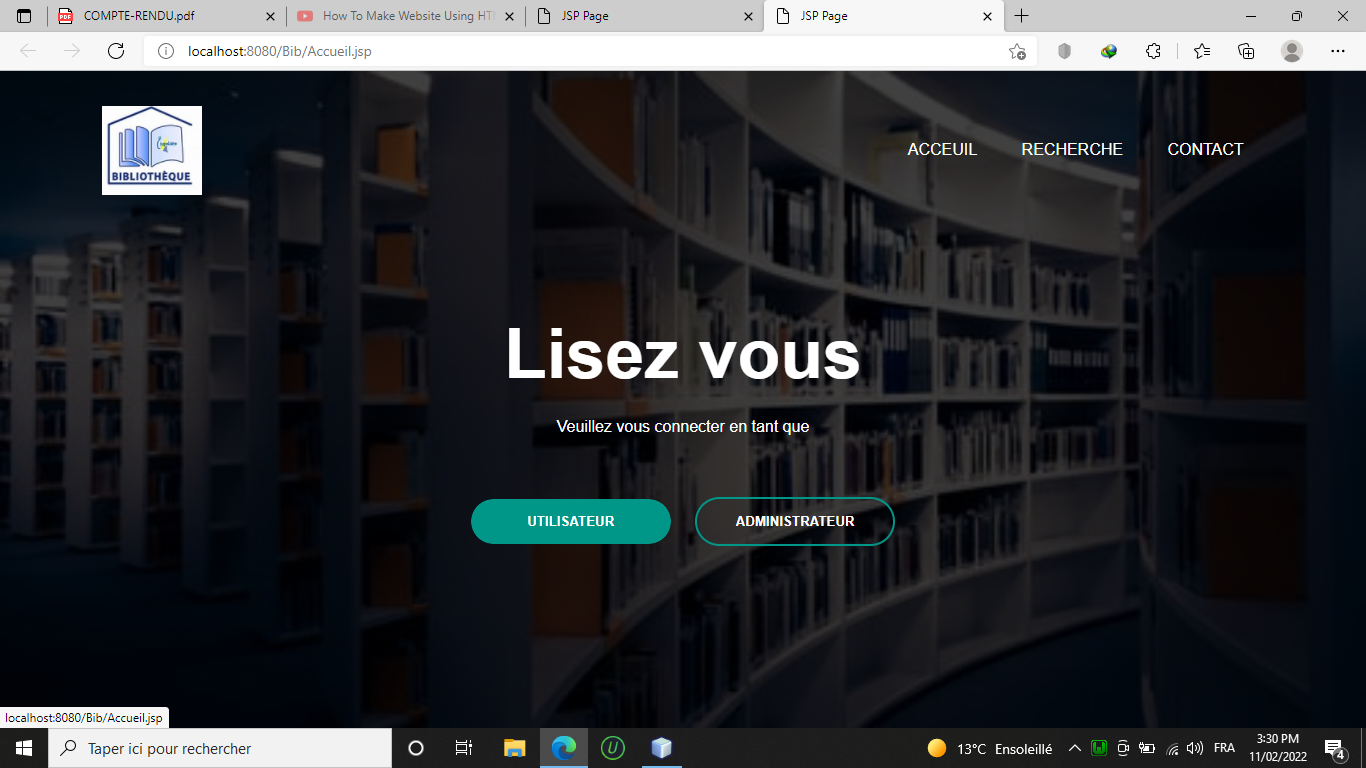 COMPTE-RENDU.pdf
How To Make Website Using HT
JSP Page
JSP Page
localhost:8080/Bib/Accueil.jsp
BIBLIOTHÈQUE
ACCEUIL
RECHERCHE
CONTACT
Lisez vous
Veuillez vous connecter en tant que
UTILISATEUR
ADMINISTRATEUR
localhost:8080/Bib/Accueil.jsp
Taper ici pour rechercher
13°C Ensoleillé
FRA
3:30 PM
11/02/2022
4